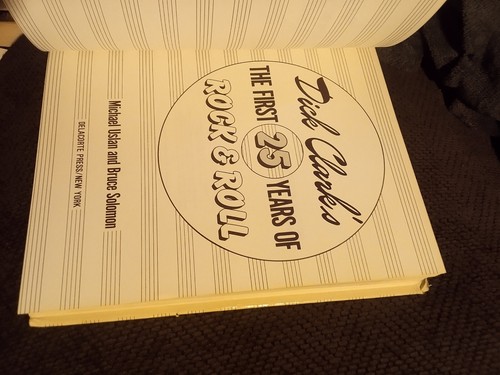 Dick Clark's
THE FIRST
25
YEARS OF
ROCK & ROLL
Michael Uslan and Bruce Solomon
DELACORTE PRESS/NEW YORK